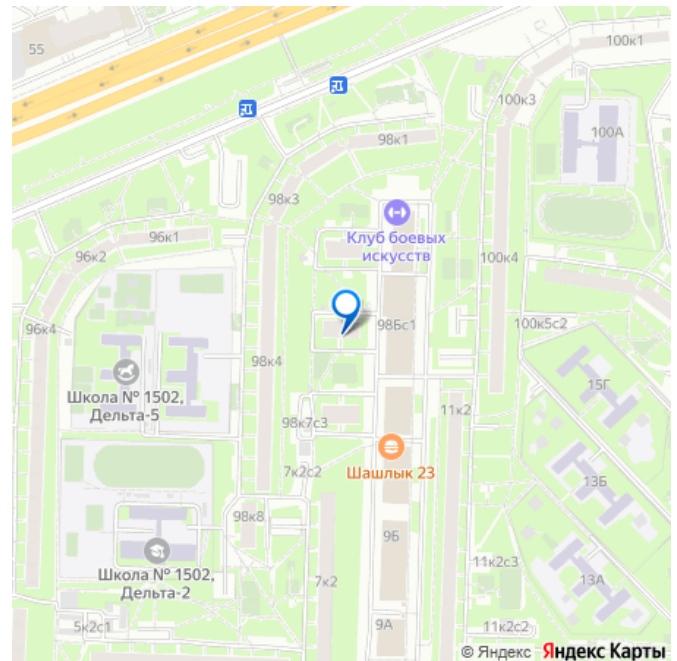 55
100к1
100к3
98к1
100А
98к3
Клуб боевых
искусств
96к1
96к2
100к4
96к4
98Бс1
100к5с2
98к4
Школа № 1502,
Дельта-5
15Г
98к7с3
11к2
7к2с2
Шашлык 23
13Б
98к8
9Б
11к2с3
Школа № 1502,
Дельта-2
7к2
13А
5к2с1
9А
11к2с2
© Яндекс Яндекс Карты